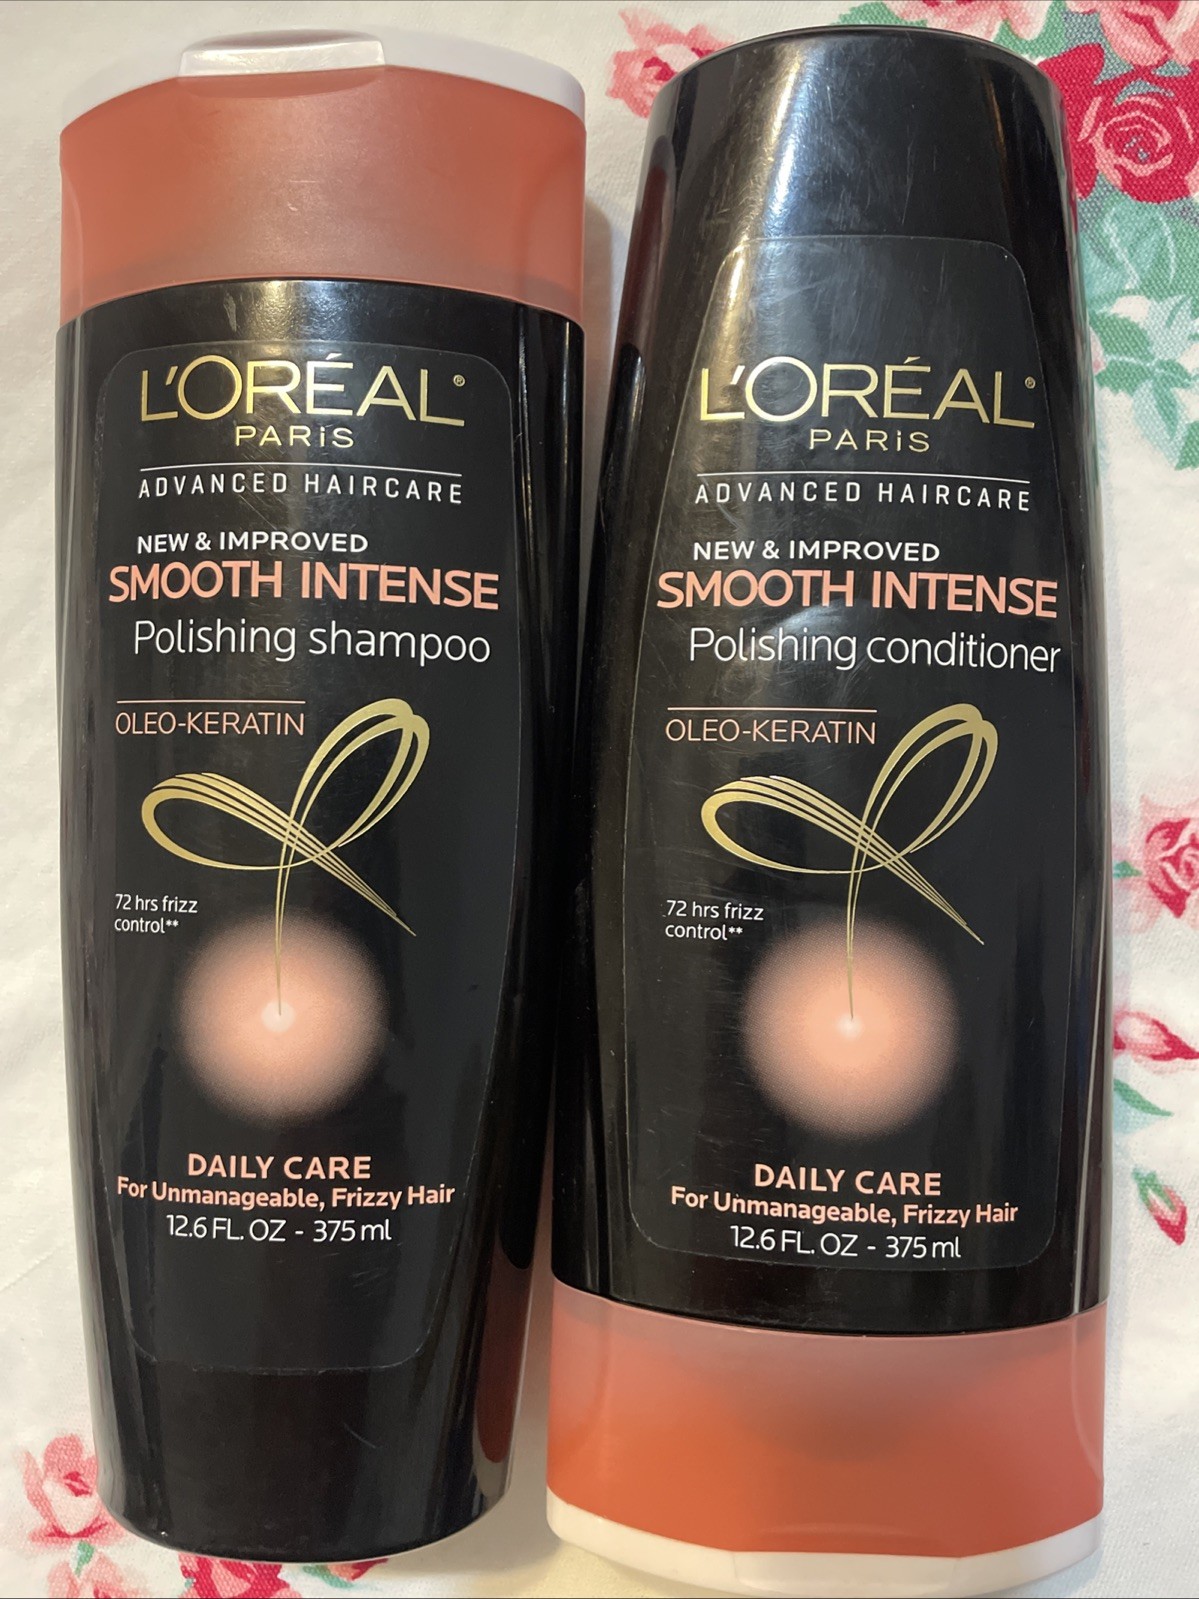 L'ORÉAL®
PARiS
ADVANCED HAIRCARE
NEW & IMPROVED
SMOOTH INTENSE
Polishing shampoo
OLEO-KERATIN
72 hrs frizz
control**
DAILY CARE
For Unmanageable, Frizzy Hair
12.6 FL. OZ - 375 ml
L'ORÉAL®
PARiS
ADVANCED HAIRCARE
NEW & IMPROVED
SMOOTH INTENSE
Polishing conditioner
OLEO-KERATIN
72 hrs frizz
control**
DAILY CARE
For Unmanageable, Frizzy Hair
12.6 FL. OZ - 375 ml